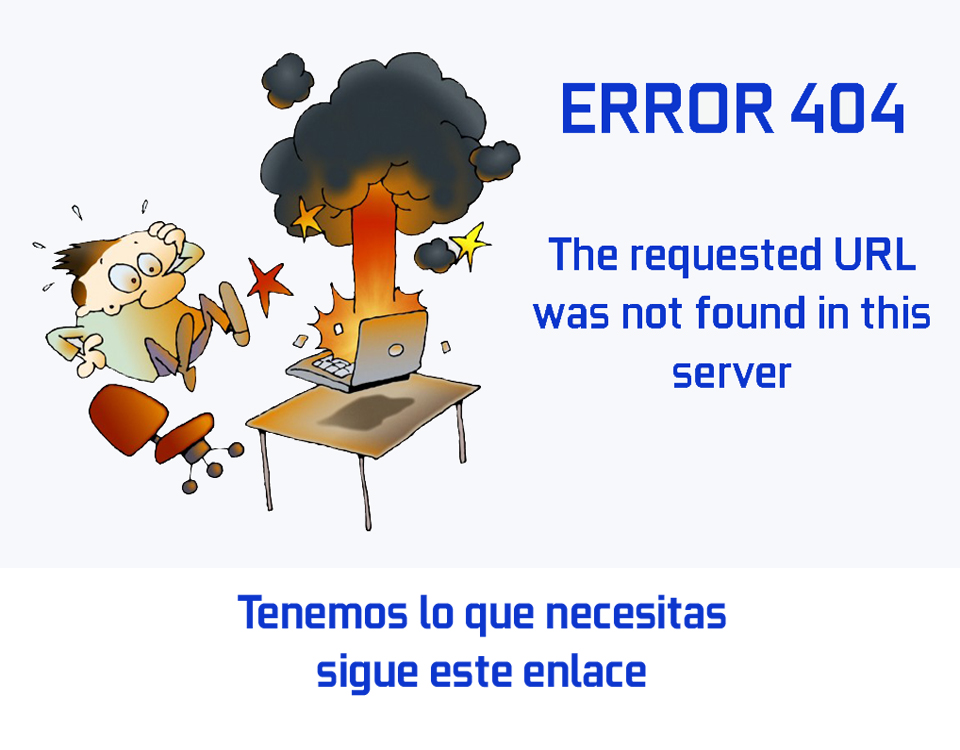 ERROR 404
The requested URL
was not found in this
server
Tenemos lo que necesitas
sigue este enlace